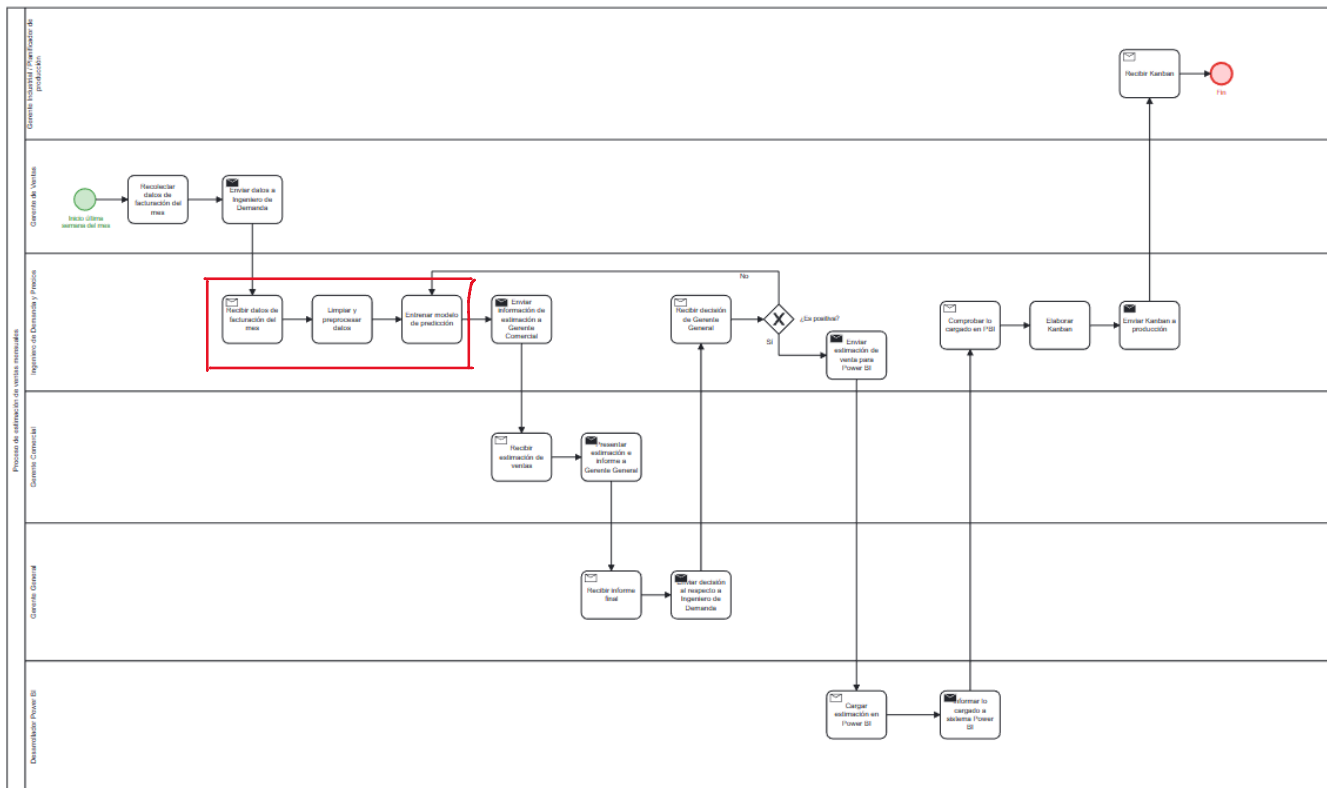 Proceso de estimación de ventas mensuales
Gerente Industrial / Planificador de
producción
Recibir Kanban
Fin
Gerente de Ventas
Inicio última
semana del mes
Recolectar
datos de
facturación del
mes
Enviar datos a
Ingeniero de
Demanda
Ingeniero de Demanda y Precios
Recibir datos de
facturación del
mes
Limpiar y
preprocesar
datos
Entrenar modelo
de predicción
Enviar
información de
estimación a
Gerente
Comercial
Recibir decisión
de Gerente
General
No
¿Es positiva?
Sí
Enviar
estimación de
venta para
Power BI
Comprobar lo
cargado en PBI
Elaborar
Kanban
Enviar Kanban a
producción
Gerente Comercial
Recibir
estimación de
ventas
Presentar
estimación e
informe a
Gerente General
Gerente General
Recibir informe
final
Enviar decisión
al respecto a
Ingeniero de
Demanda
Desarrollador Power BI
Cargar
estimación en
Power BI
Informar lo
cargado a
sistema Power
BI